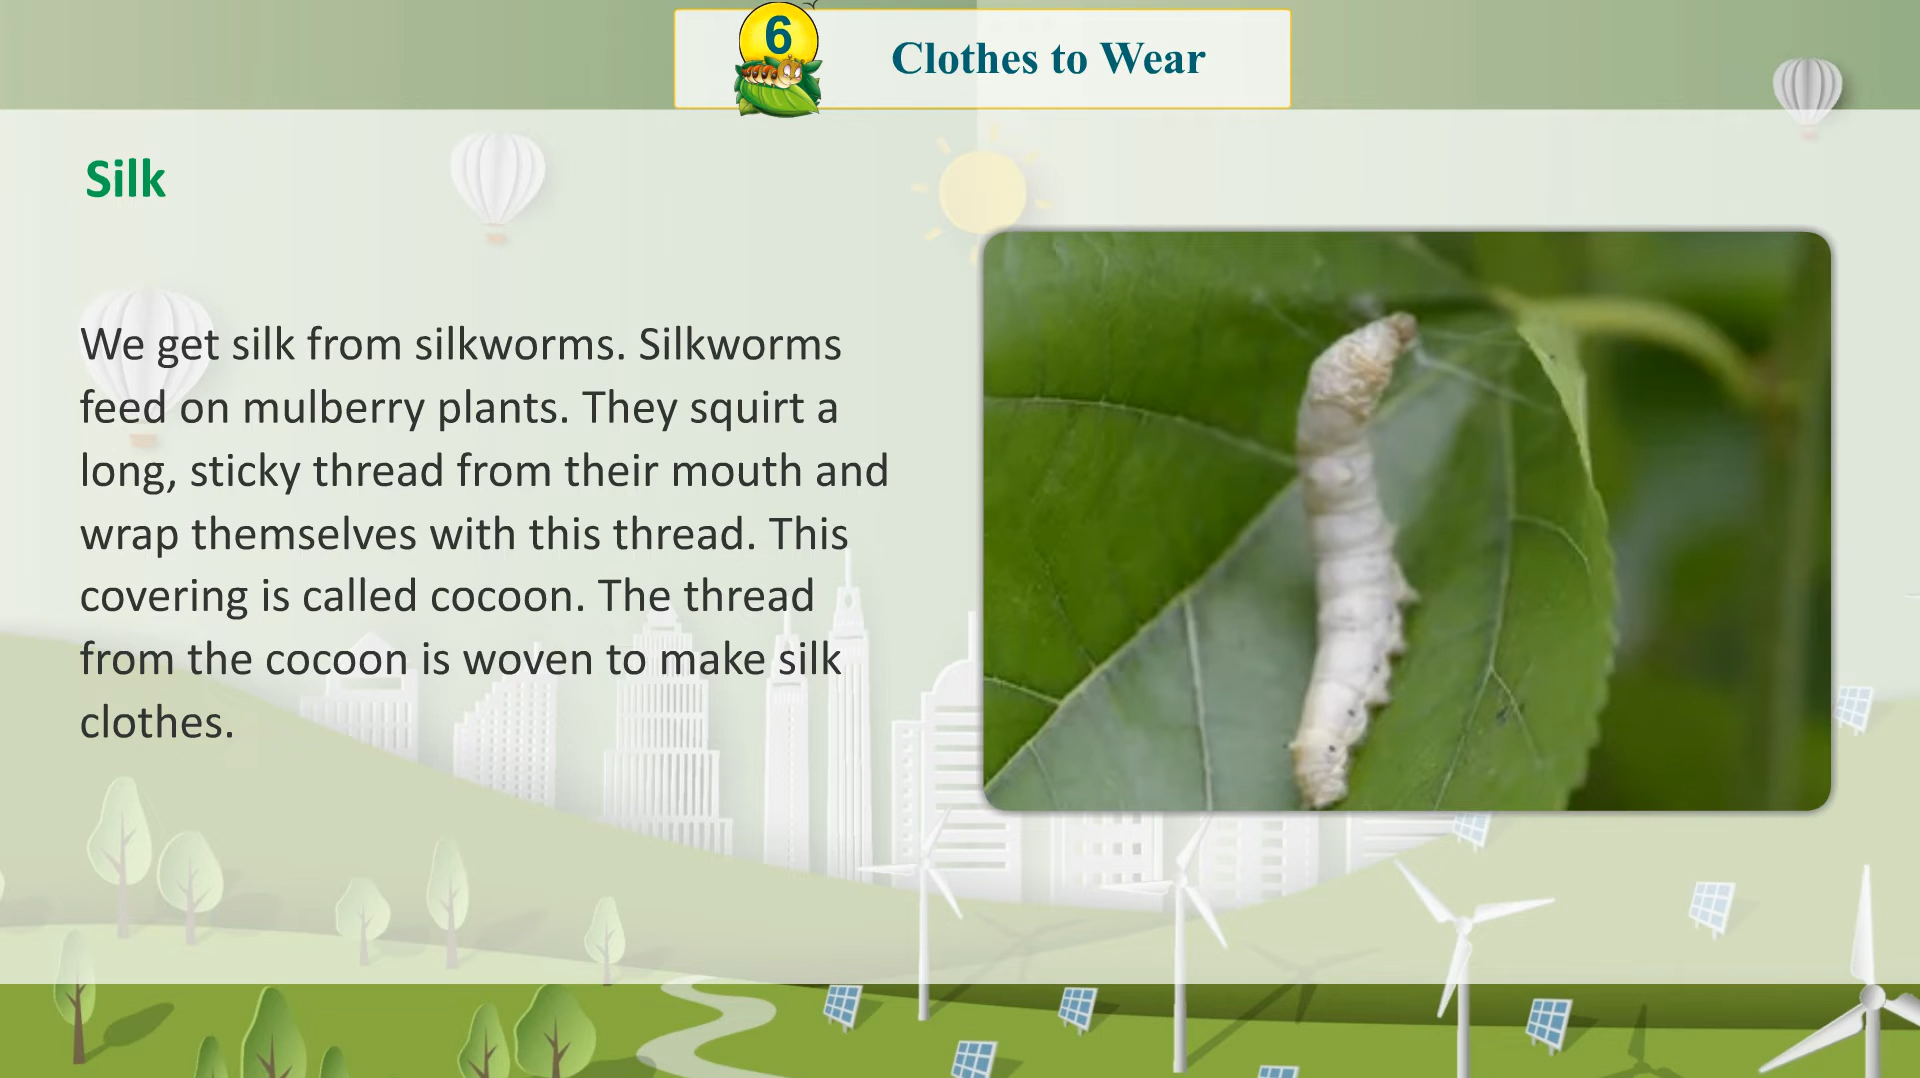 6
Clothes to Wear
Silk
We get silk from silkworms. Silkworms
feed on mulberry plants. They squirt a
long, sticky thread from their mouth and
wrap themselves with this thread. This
covering is called cocoon. The thread
from the cocoon is woven to make silk
clothes.